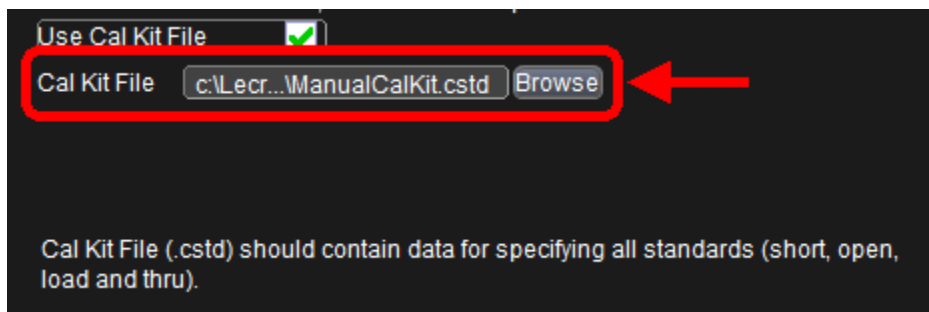 Use Cal Kit File
Cal Kit File c:\Lecr...\ManualCalKit.cstd Browse
Cal Kit File (.cstd) should contain data for specifying all standards (short, open,
load and thru).